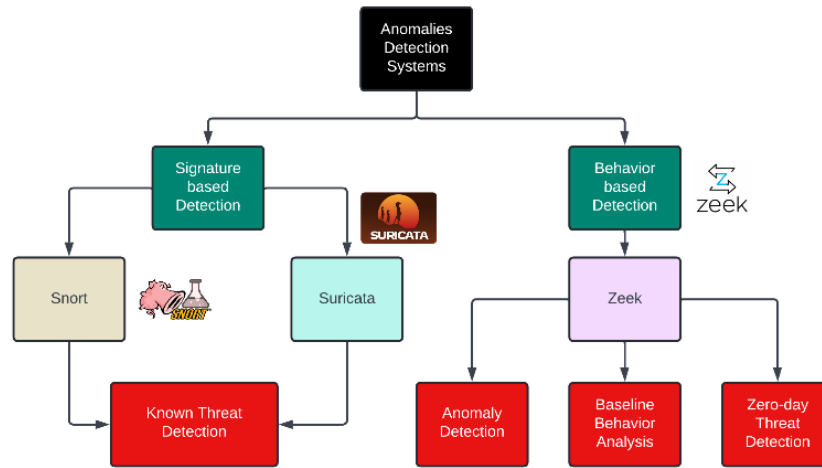 Anomalies
Detection
Systems
Signature
based
Detection
Behavior
based
Detection
zeek
SURICATA
Snort
SNORT
Suricata
Zeek
Known Threat
Detection
Anomaly
Detection
Baseline
Behavior
Analysis
Zero-day
Threat
Detection